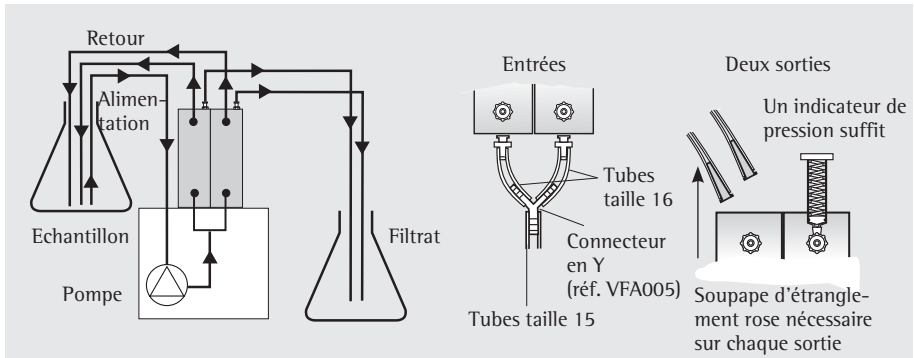 Retour
Alimen-
tation
Echantillon
Pompe
Filtrat
Entrées
Tubes
taille 16
Connecteur
en Y
(réf. VFA005)
Tubes taille 15
Deux sorties
Un indicateur de
pression suffit
Soupape d'étrangle-
ment rose nécessaire
sur chaque sortie